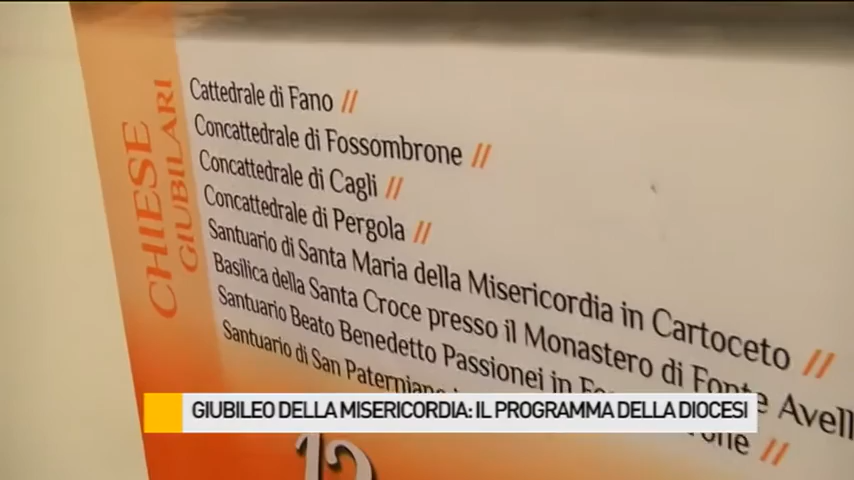 CHIESE
GIUBILARI
Cattedrale di Fano //
Concattedrale di Fossombrone //
Concattedrale di Cagli //
Concattedrale di Pergola //
Santuario di Santa Maria della Misericordia in Cartoceto //
Basilica della Santa Croce presso il Monastero di Fonte Avell
Santuario Beato Benedetto Passionei in
Santuario di San Paterniano
//
12
GIUBILEO DELLA MISERICORDIA: IL PROGRAMMA DELLA DIOCESI